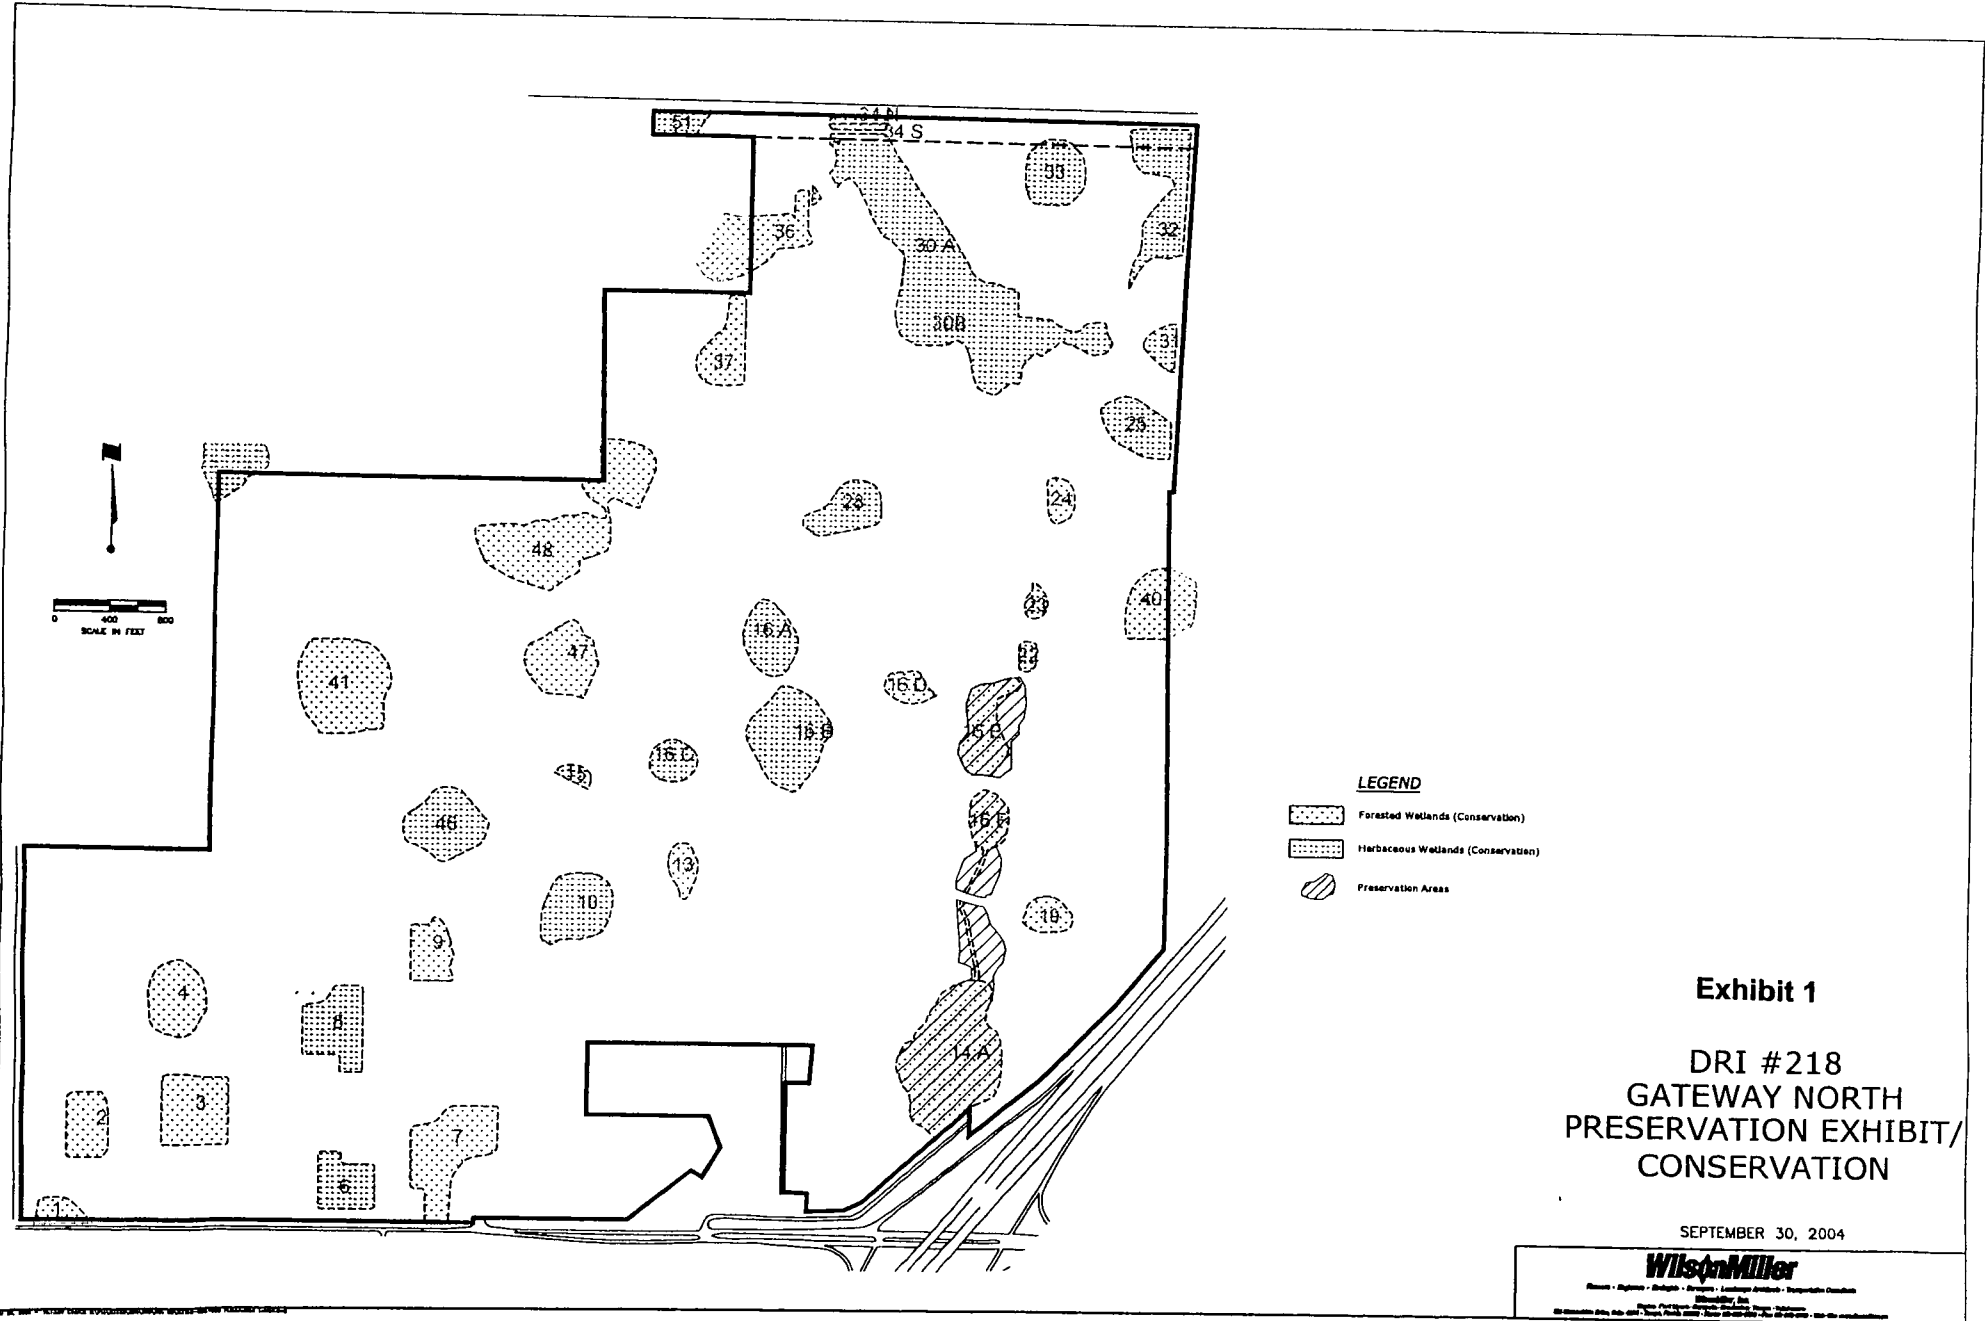 34 N
51
34 S
33
36
32
30 A
30B
31
37
25
N
28
24
48
0 400 800
SCALE IN FEET
40
23
16 A
47
22
41
16 D
16 B
16 C
15
46
13
10
19
9
4
8
14 A
3
2
7
6
1
LEGEND
Forested Wetlands (Conservation)
Herbaceous Wetlands (Conservation)
Preservation Areas
Exhibit 1
DRI #218
GATEWAY NORTH
PRESERVATION EXHIBIT/
CONSERVATION
SEPTEMBER 30, 2004
WilsonMiller
WilsonMiller, Inc.